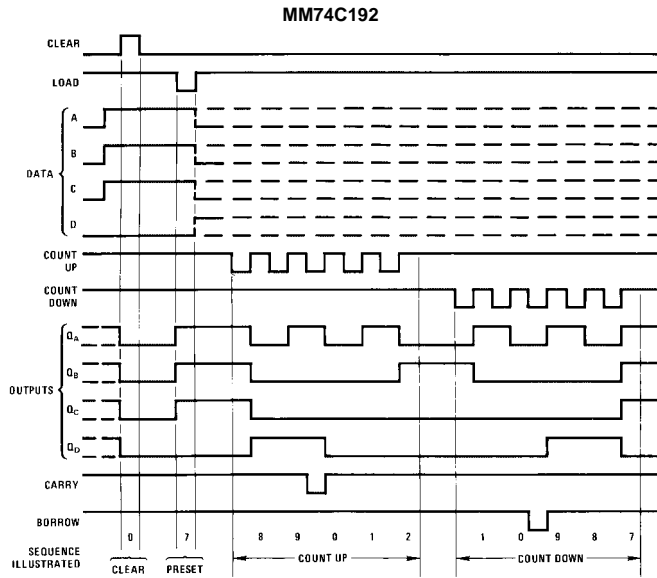 MM74C192
CLEAR
LOAD
A
B
DATA
C
D
COUNT
UP
COUNT
DOWN
QA
QB
OUTPUTS
QC
QD
CARRY
BORROW
SEQUENCE
ILLUSTRATED
0 7 8 9 0 1 2 1 0 9 8 7
CLEAR PRESET COUNT UP COUNT DOWN